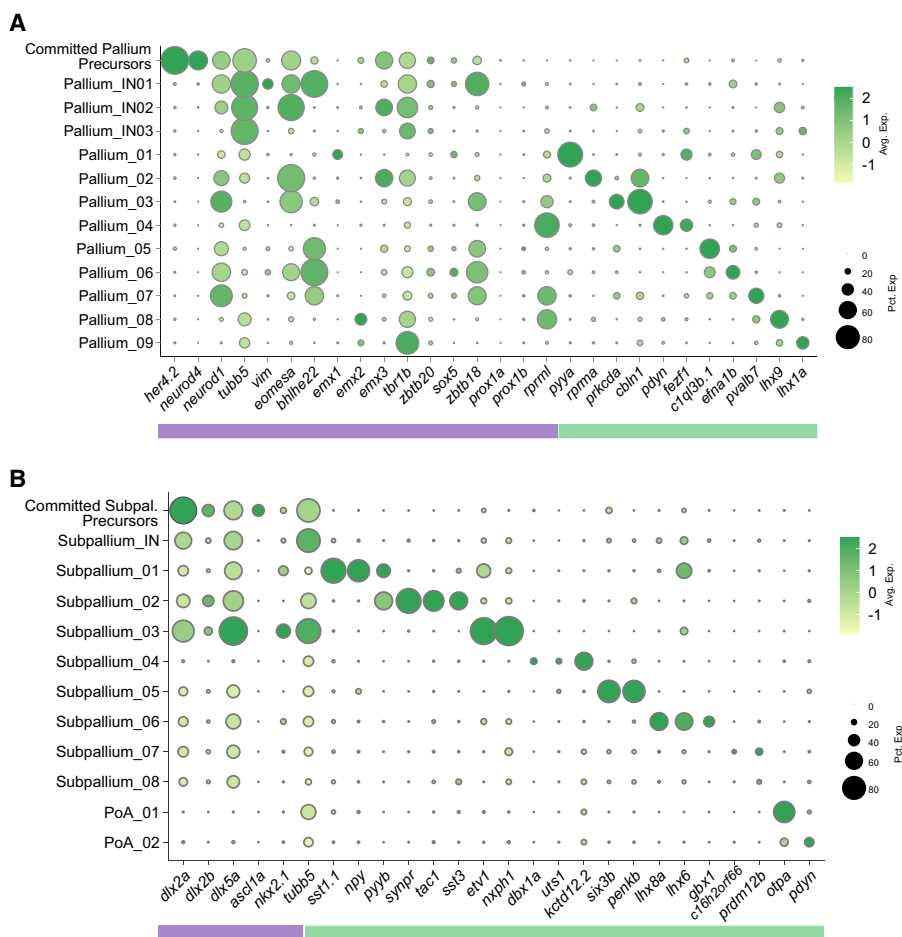 A
Committed Pallium
Precursors
Pallium_IN01
Pallium_IN02
Pallium_IN03
Pallium_01
Pallium_02
Pallium_03
Pallium_04
Pallium_05
Pallium_06
Pallium_07
Pallium_08
Pallium_09
her4.2
neurod4
neurod1
tubb5
vim
eomesa
bhlhe22
emx1
emx2
emx3
tbr1b
zbtb20
sox5
zbtb18
prox1a
prox1b
rprml
pyya
rprma
prkcda
cbln1
pdyn
fezf1
c1ql3b.1
efna1b
pvalb7
lhx9
lhx1a
2
1
0
-1
Avg. Exp.
0
20
40
60
80
Pct. Exp
B
Committed Subpal.
Precursors
Subpallium_IN
Subpallium_01
Subpallium_02
Subpallium_03
Subpallium_04
Subpallium_05
Subpallium_06
Subpallium_07
Subpallium_08
PoA_01
PoA_02
dlx2a
dlx2b
dlx5a
ascl1a
nkx2.1
tubb5
sst1.1
npy
pyyb
synpr
tac1
sst3
etv1
nxph1
dbx1a
uts1
kctd12.2
six3b
penkb
lhx8a
lhx6
gbx1
c16h2orf66
prdm12b
otpa
pdyn
2
1
0
-1
Avg. Exp.
0
20
40
60
80
Pct. Exp